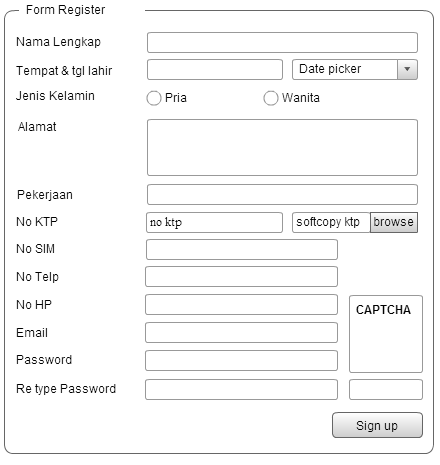 Form Register
Nama Lengkap
Tempat & tgl lahir Date picker
Jenis Kelamin Pria Wanita
Alamat
Pekerjaan
No KTP no ktp softcopy ktp browse
No SIM
No Telp
No HP CAPTCHA
Email
Password
Re type Password
Sign up